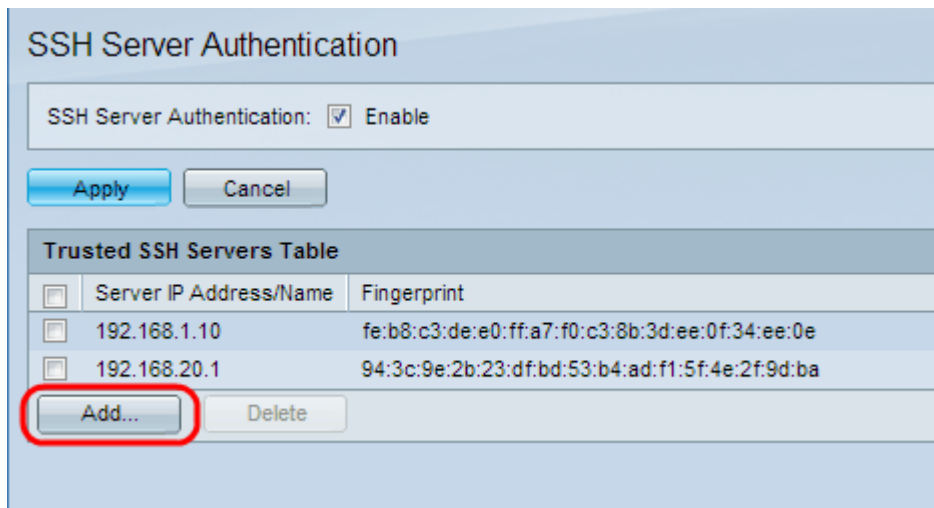 SSH Server Authentication
SSH Server Authentication: Enable
Apply Cancel
Trusted SSH Servers Table
Server IP Address/Name Fingerprint
192.168.1.10 fe:b8:c3:de:e0:ff:a7:f0:c3:8b:3d:ee:0f:34:ee:0e
192.168.20.1 94:3c:9e:2b:23:df:bd:53:b4:ad:f1:5f:4e:2f:9d:ba
Add... Delete